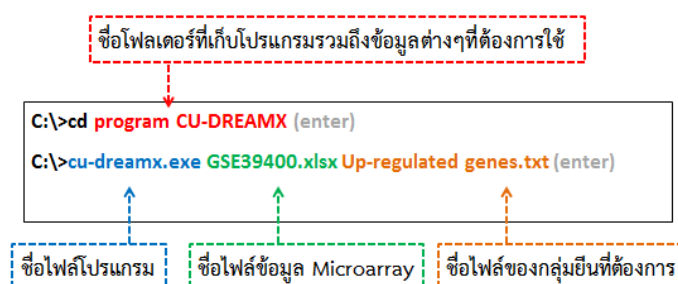 ชื่อโฟลเดอร์ที่เก็บโปรแกรมรวมถึงข้อมูลต่างๆที่ต้องการใช้
C:\>cd program CU-DREAMX (enter)
C:\>cu-dreamx.exe GSE39400.xlsx Up-regulated genes.txt (enter)
ชื่อไฟล์โปรแกรม
ชื่อไฟล์ข้อมูล Microarray
ชื่อไฟล์ของกลุ่มยีนที่ต้องการ